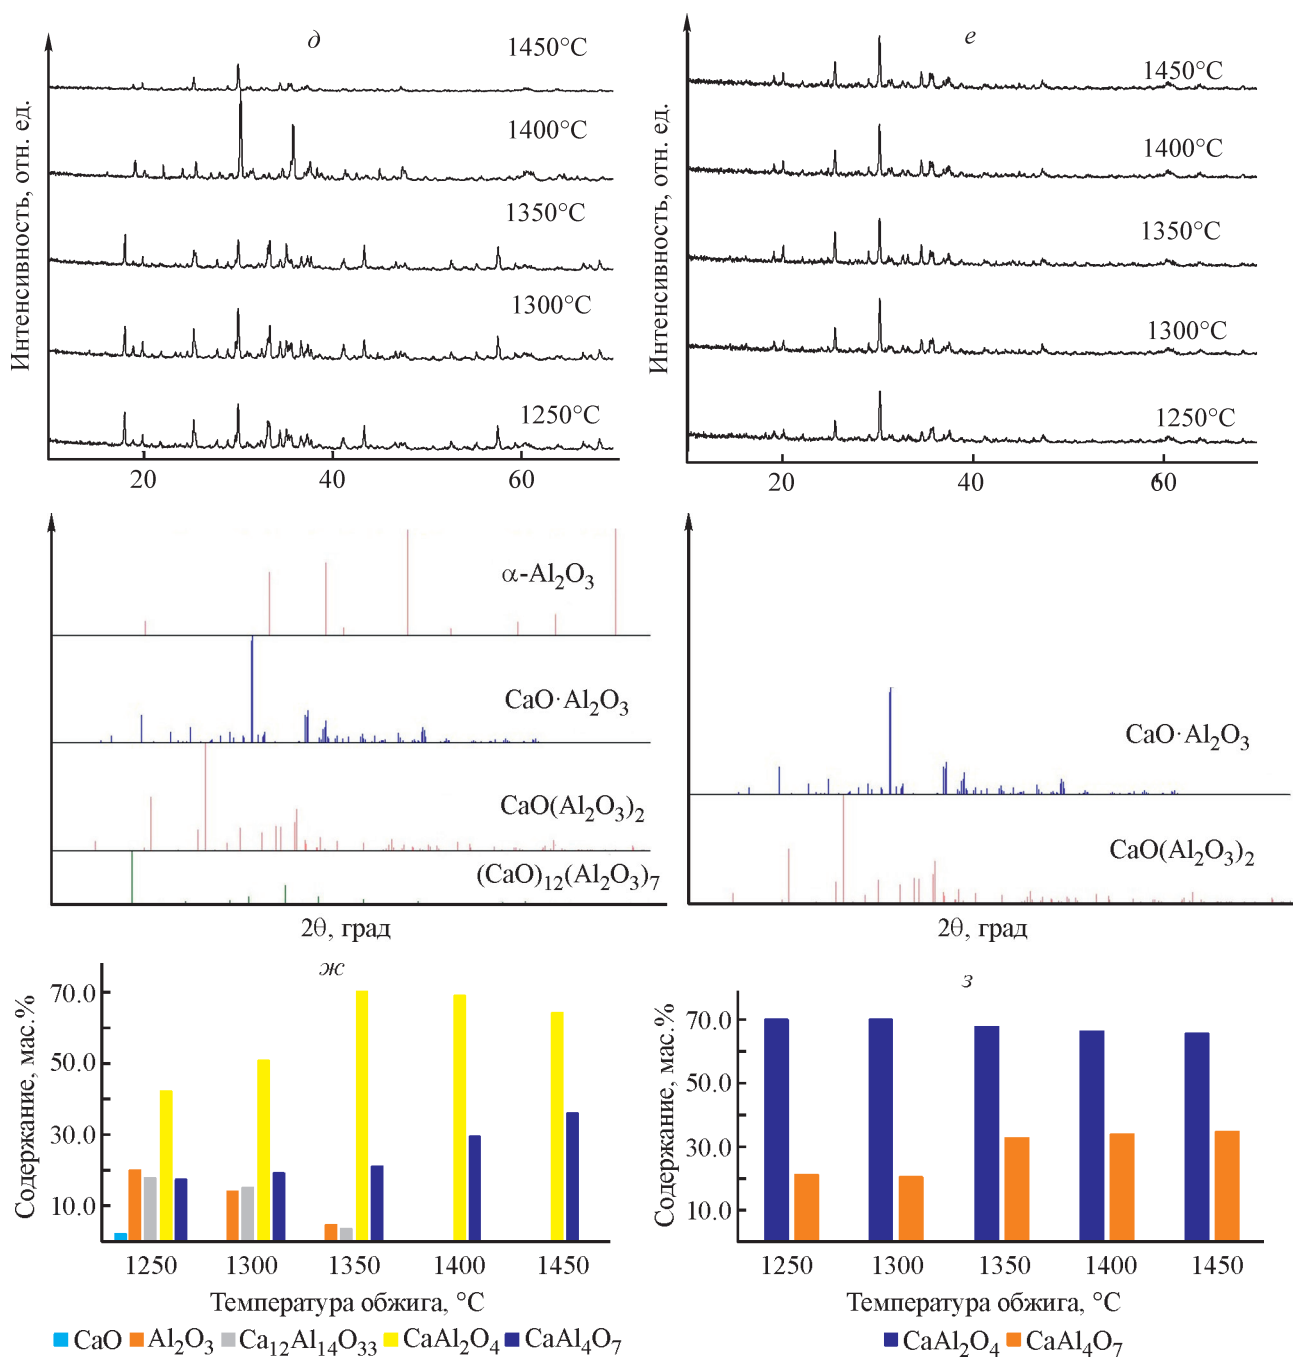 д
1450°C
1400°C
1350°C
1300°C
1250°C
Интенсивность, отн. ед.
20
40
60
е
1450°C
1400°C
1350°C
1300°C
1250°C
Интенсивность, отн. ед.
20
40
60
α-Al₂O₃
CaO·Al₂O₃
CaO(Al₂O₃)₂
(CaO)₁₂(Al₂O₃)₇
2θ, град
CaO·Al₂O₃
CaO(Al₂O₃)₂
2θ, град
ж
Содержание, мас.%
70.0
50.0
30.0
10.0
1250 1300 1350 1400 1450
Температура обжига, °C
CaO Al₂O₃ Ca₁₂Al₁₄O₃₃ CaAl₂O₄ CaAl₄O₇
з
Содержание, мас.%
70.0
50.0
30.0
10.0
1250 1300 1350 1400 1450
Температура обжига, °C
CaAl₂O₄ CaAl₄O₇